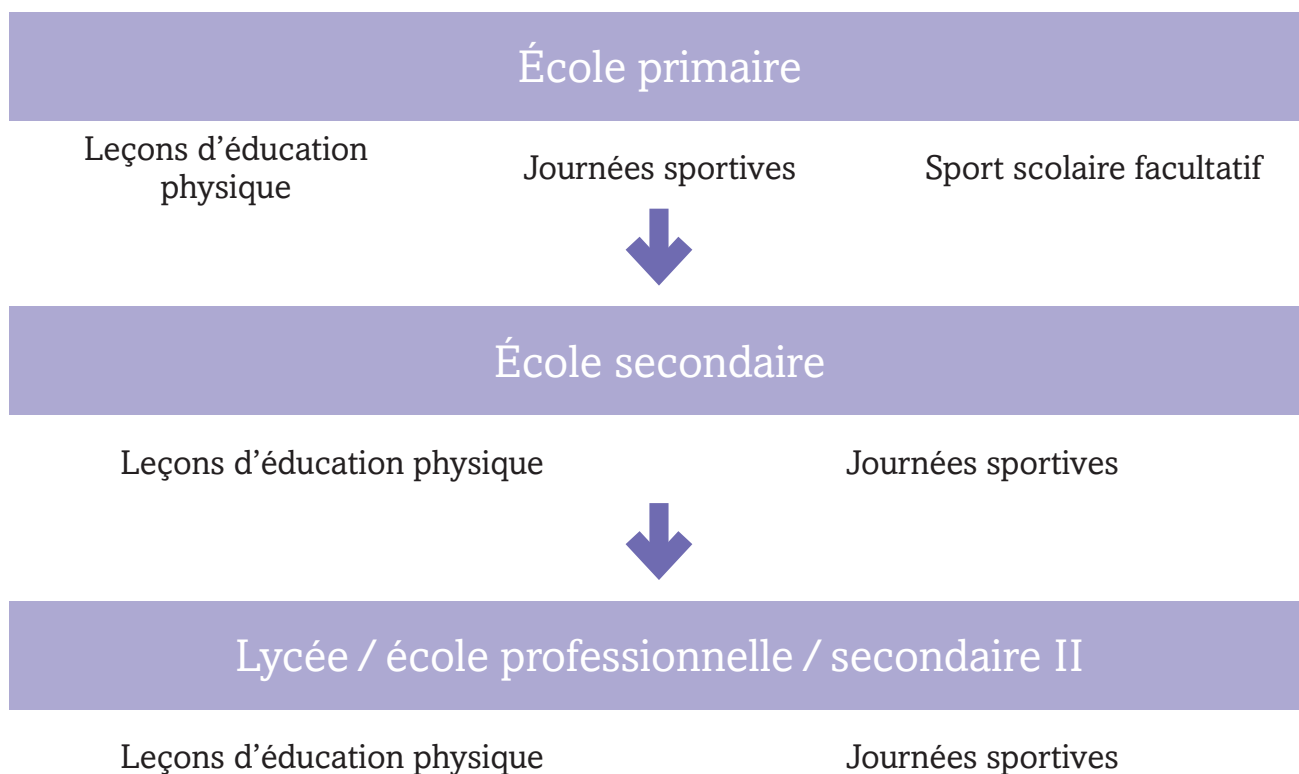 École primaire
Leçons d’éducation
physique
Journées sportives
Sport scolaire facultatif
École secondaire
Leçons d’éducation physique
Journées sportives
Lycée / école professionnelle / secondaire II
Leçons d’éducation physique
Journées sportives